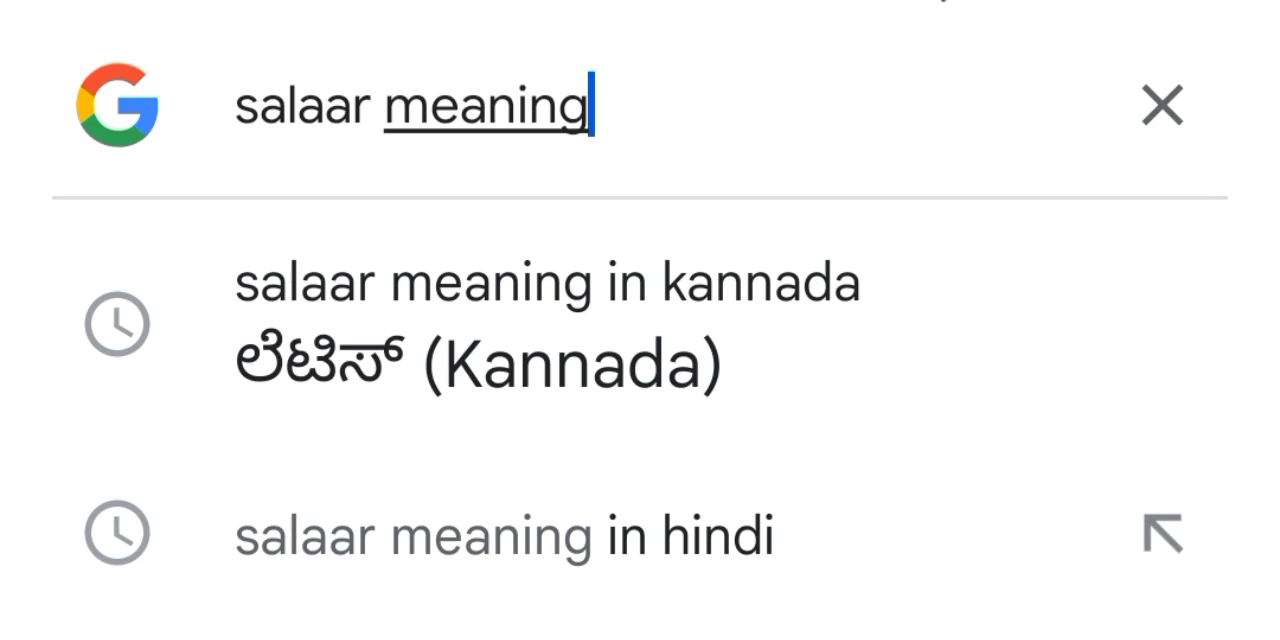 salaar meaning
salaar meaning in kannada
ಲೆಟಿಸ್ (Kannada)
salaar meaning in hindi